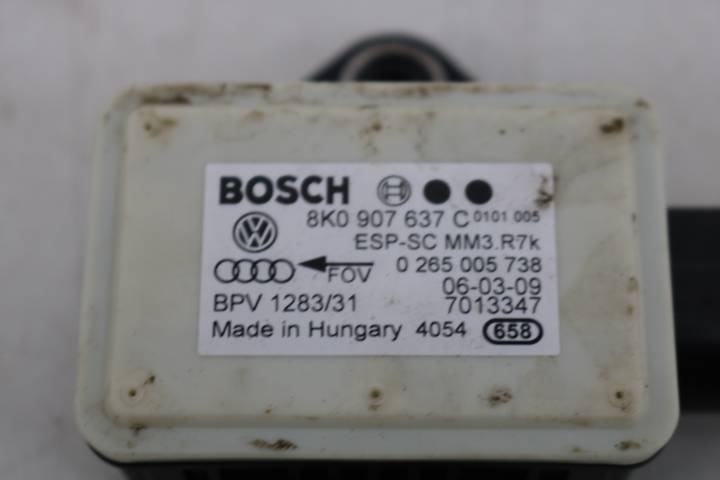 BOSCH
8K0 907 637 C 0101 005
ESP-SC MM3.R7k
FOV 0 265 005 738
06-03-09
BPV 1283/31 7013347
Made in Hungary 4054 658